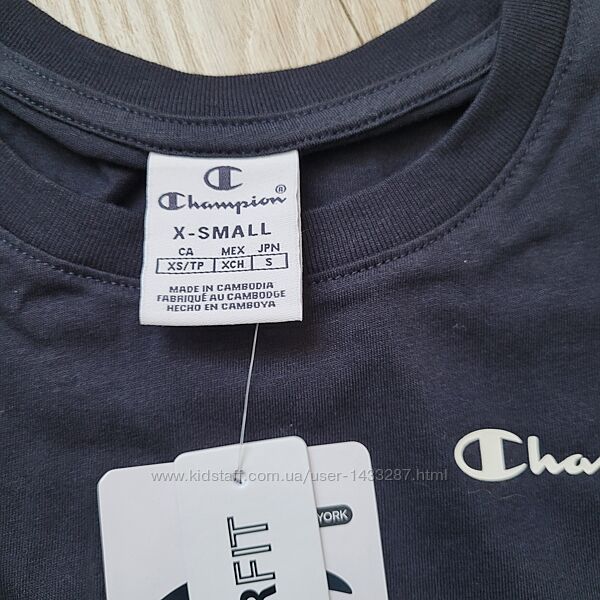 Champion®
X-SMALL
CA MEX JPN
XS/TP XCH S
MADE IN CAMBODIA
FABRIQUÉ AU CAMBODGE
HECHO EN CAMBOYA
Cha
www.kidstaff.com.ua/user-1433287.html
YORK
RFIT